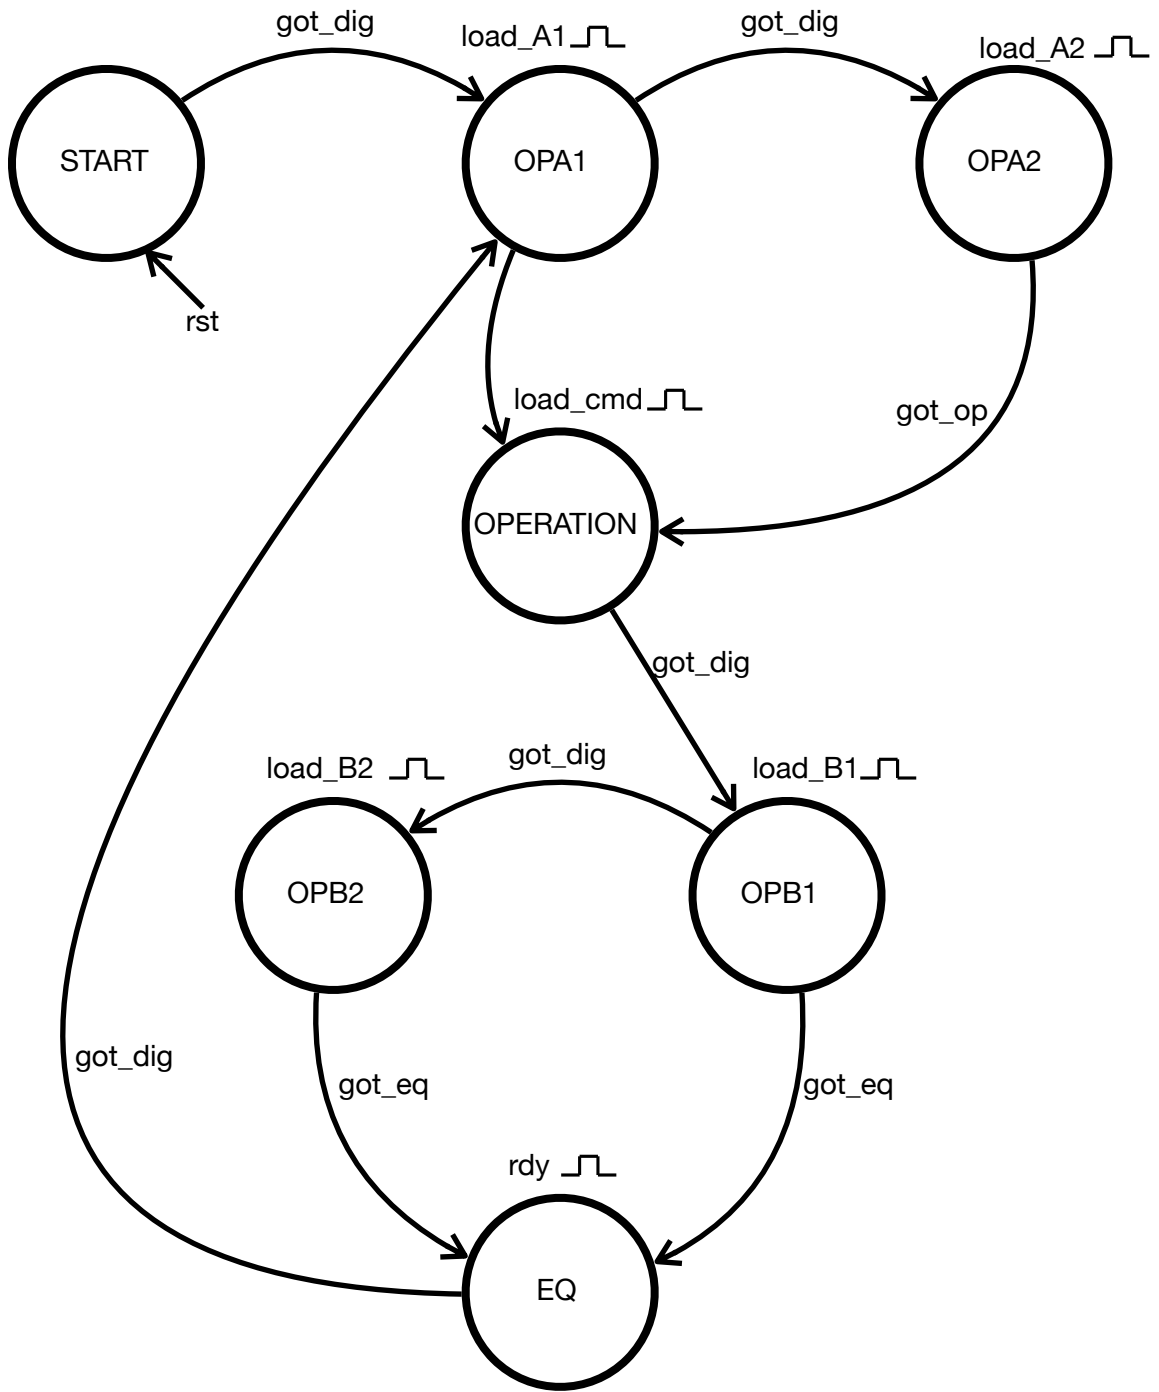 got_dig
load_A1
got_dig
load_A2
START
OPA1
OPA2
rst
load_cmd
got_op
OPERATION
got_dig
load_B2
got_dig
load_B1
OPB2
OPB1
got_dig
got_eq
got_eq
rdy
EQ